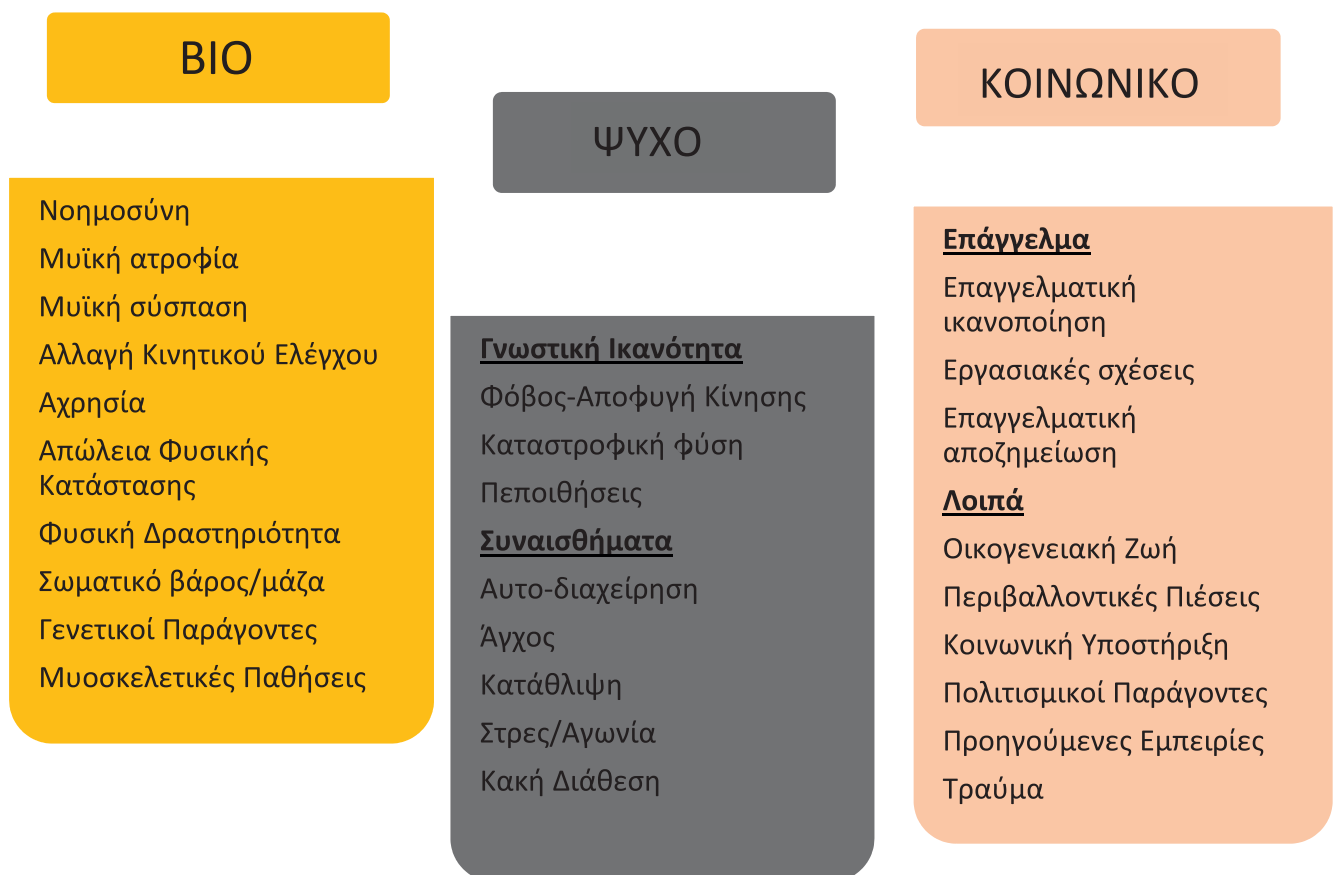 ΒΙΟ
Νοημοσύνη
Μυϊκή ατροφία
Μυϊκή σύσπαση
Αλλαγή Κινητικού Ελέγχου
Αχρησία
Απώλεια Φυσικής
Κατάστασης
Φυσική Δραστηριότητα
Σωματικό βάρος/μάζα
Γενετικοί Παράγοντες
Μυοσκελετικές Παθήσεις
ΨΥΧΟ
Γνωστική Ικανότητα
Φόβος-Αποφυγή Κίνησης
Καταστροφική φύση
Πεποιθήσεις
Συναισθήματα
Αυτο-διαχείρηση
Άγχος
Κατάθλιψη
Στρες/Αγωνία
Κακή Διάθεση
ΚΟΙΝΩΝΙΚΟ
Επάγγελμα
Επαγγελματική
ικανοποίηση
Εργασιακές σχέσεις
Επαγγελματική
αποζημείωση
Λοιπά
Οικογενειακή Ζωή
Περιβαλλοντικές Πιέσεις
Κοινωνική Υποστήριξη
Πολιτισμικοί Παράγοντες
Προηγούμενες Εμπειρίες
Τραύμα